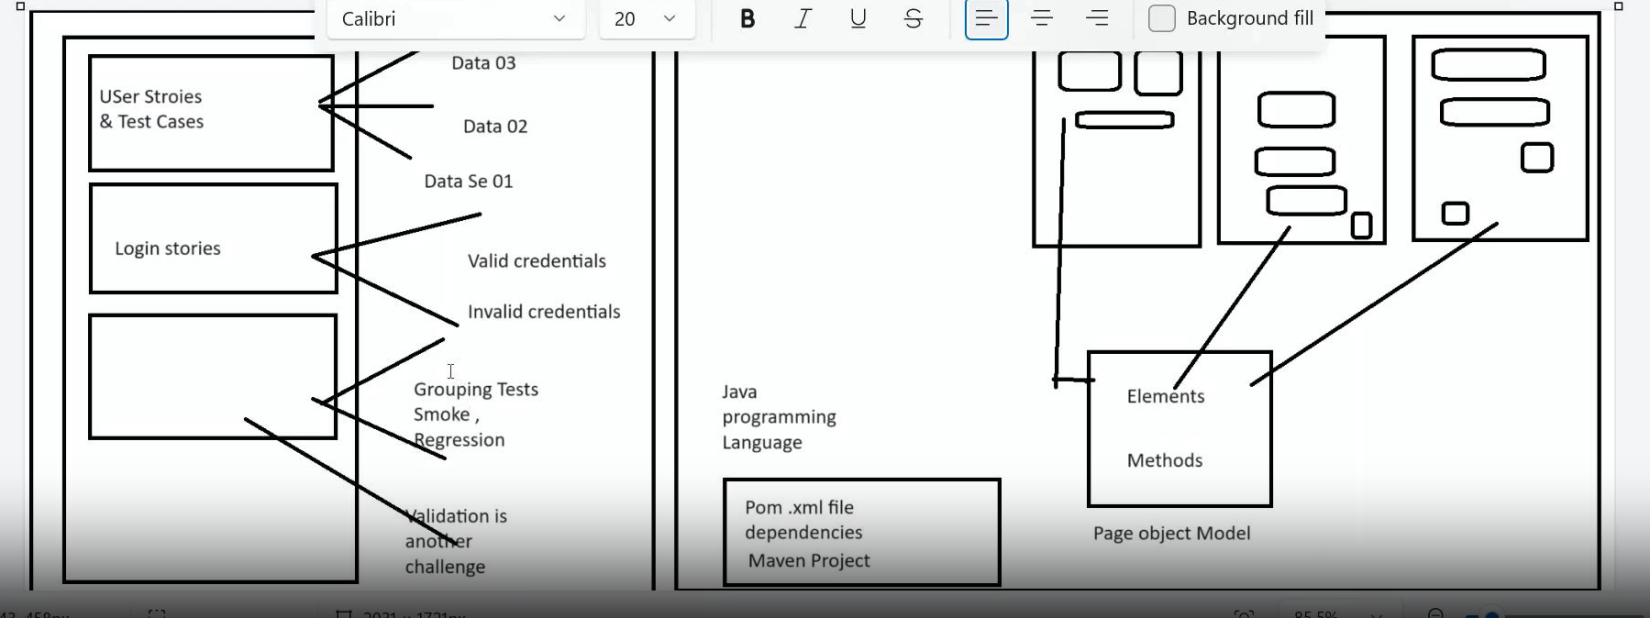 Calibri
20
B
I
U
S
Background fill
Data 03
USer Stroies
& Test Cases
Data 02
Data Se 01
Login stories
Valid credentials
Invalid credentials
Grouping Tests
Smoke ,
Regression
Validation is
another
challenge
Java
programming
Language
Pom .xml file
dependencies
Maven Project
Elements
Methods
Page object Model